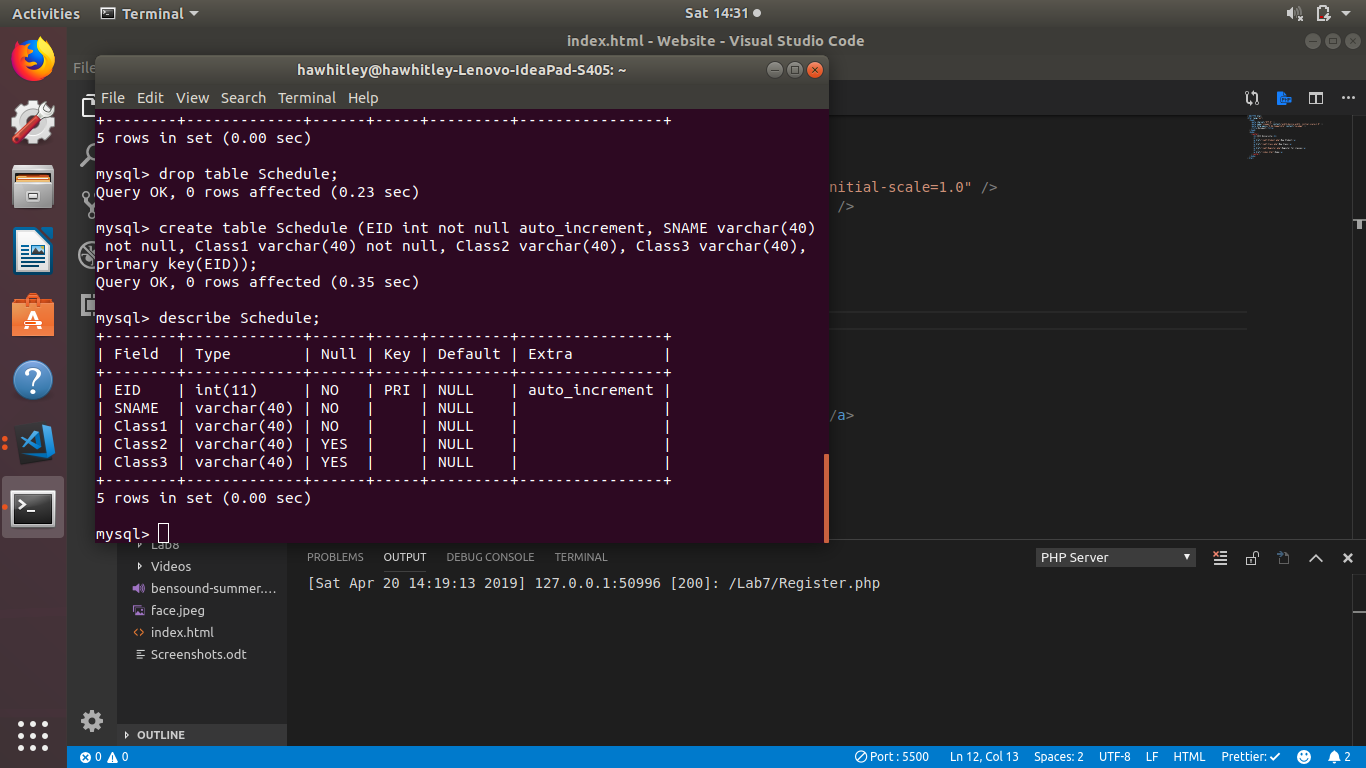 Activities Terminal Sat 14:31
index.html - Website - Visual Studio Code
File
hawhitley@hawhitley-Lenovo-IdeaPad-S405: ~
File Edit View Search Terminal Help
+--------+-------------+------+-----+---------+----------------+
5 rows in set (0.00 sec)
mysql> drop table Schedule;
Query OK, 0 rows affected (0.23 sec)
mysql> create table Schedule (EID int not null auto_increment, SNAME varchar(40)
 not null, Class1 varchar(40) not null, Class2 varchar(40), Class3 varchar(40),
primary key(EID));
Query OK, 0 rows affected (0.35 sec)
mysql> describe Schedule;
+--------+-------------+------+-----+---------+----------------+
| Field  | Type        | Null | Key | Default | Extra          |
+--------+-------------+------+-----+---------+----------------+
| EID    | int(11)     | NO   | PRI | NULL    | auto_increment |
| SNAME  | varchar(40) | NO   |     | NULL    |                |
| Class1 | varchar(40) | NO   |     | NULL    |                |
| Class2 | varchar(40) | YES  |     | NULL    |                |
| Class3 | varchar(40) | YES  |     | NULL    |                |
+--------+-------------+------+-----+---------+----------------+
5 rows in set (0.00 sec)
mysql>
nitial-scale=1.0" />
/>
/a>
Lab8
Videos
bensound-summer....
face.jpeg
index.html
Screenshots.odt
OUTLINE
PROBLEMS OUTPUT DEBUG CONSOLE TERMINAL PHP Server
[Sat Apr 20 14:19:13 2019] 127.0.0.1:50996 [200]: /Lab7/Register.php
0 0 Port : 5500 Ln 12, Col 13 Spaces: 2 UTF-8 LF HTML Prettier: ✓ 2